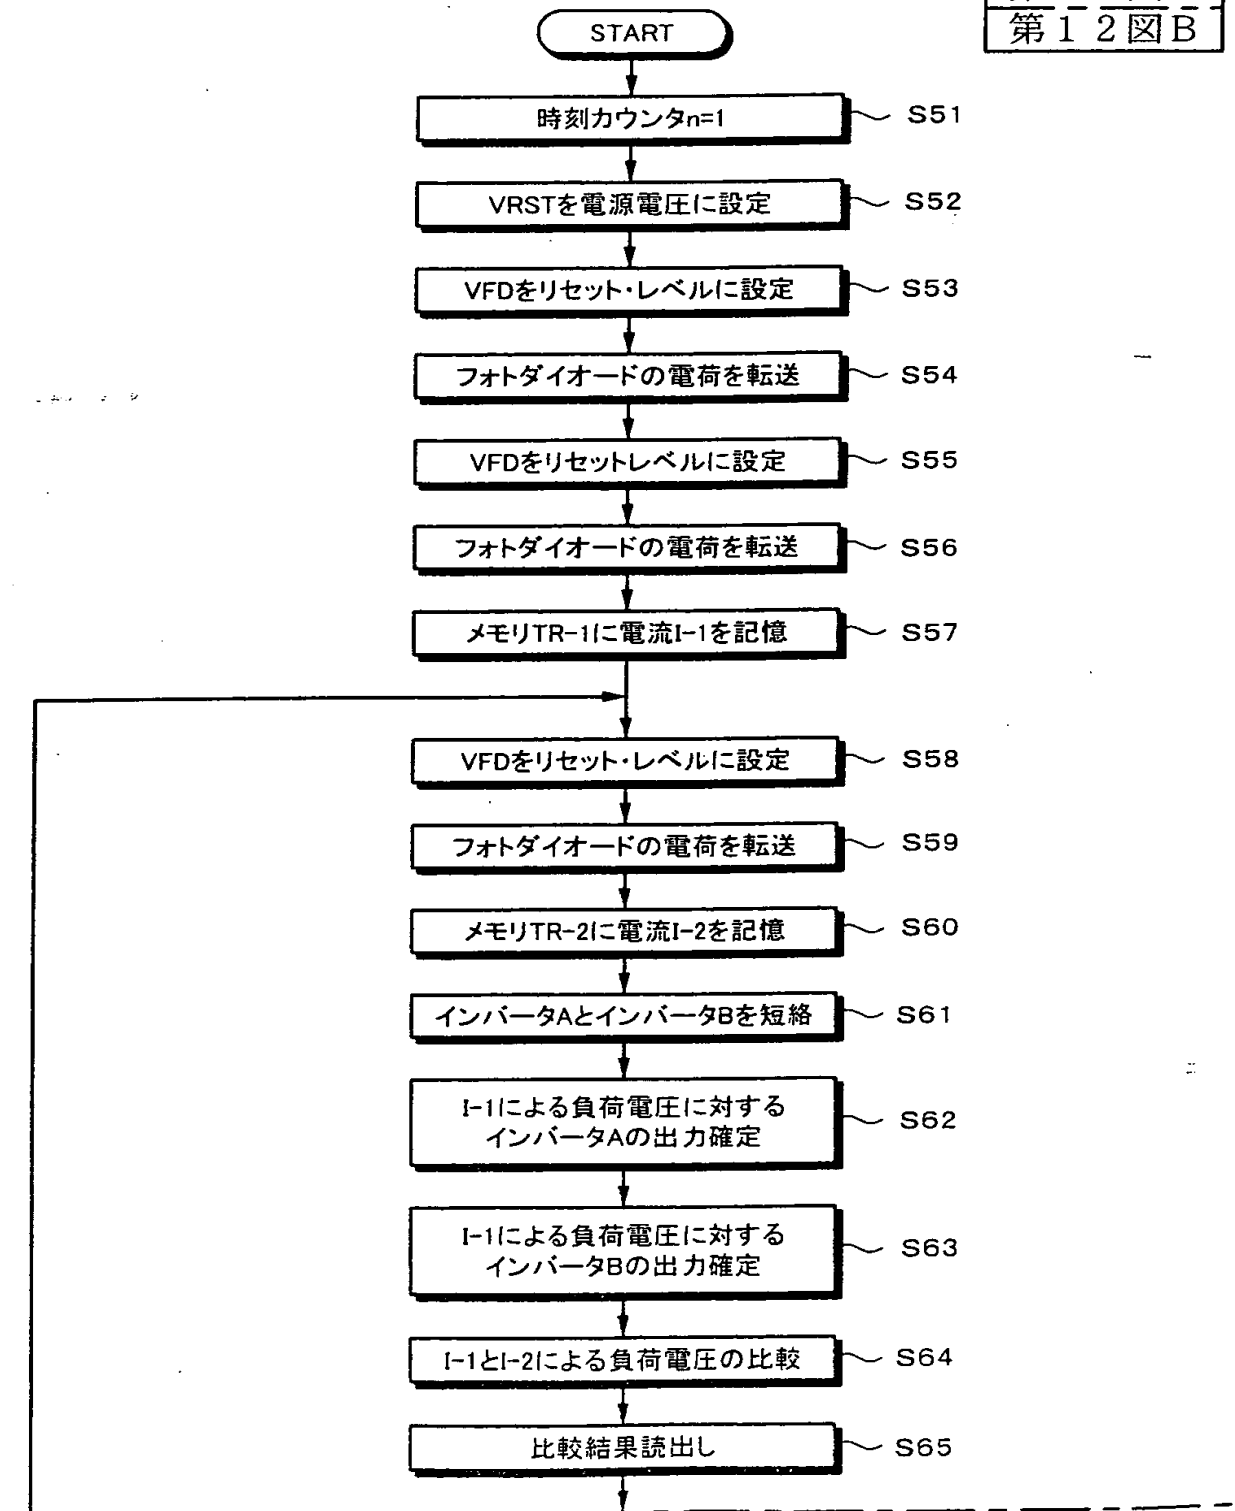 第12図B
START
時刻カウンタn=1
S51
VRSTを電源電圧に設定
S52
VFDをリセット・レベルに設定
S53
フォトダイオードの電荷を転送
S54
VFDをリセットレベルに設定
S55
フォトダイオードの電荷を転送
S56
メモリTR-1に電流I-1を記憶
S57
VFDをリセット・レベルに設定
S58
フォトダイオードの電荷を転送
S59
メモリTR-2に電流I-2を記憶
S60
インバータAとインバータBを短絡
S61
I-1による負荷電圧に対する
インバータAの出力確定
S62
I-1による負荷電圧に対する
インバータBの出力確定
S63
I-1とI-2による負荷電圧の比較
S64
比較結果読出し
S65